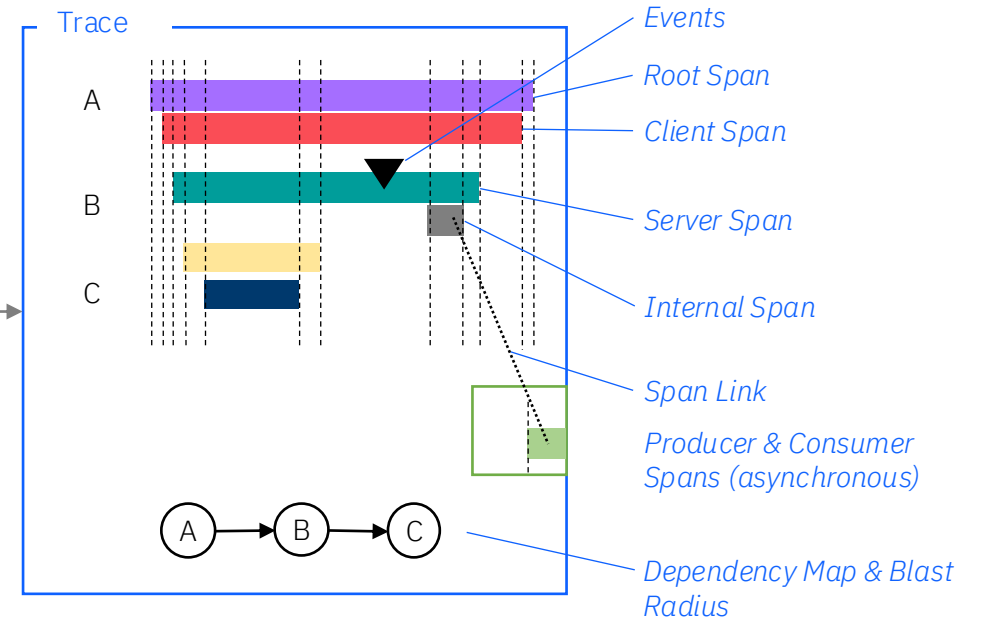 Trace
Events
Root Span
A
Client Span
B
Server Span
C
Internal Span
Span Link
Producer & Consumer
Spans (asynchronous)
A
B
C
Dependency Map & Blast
Radius